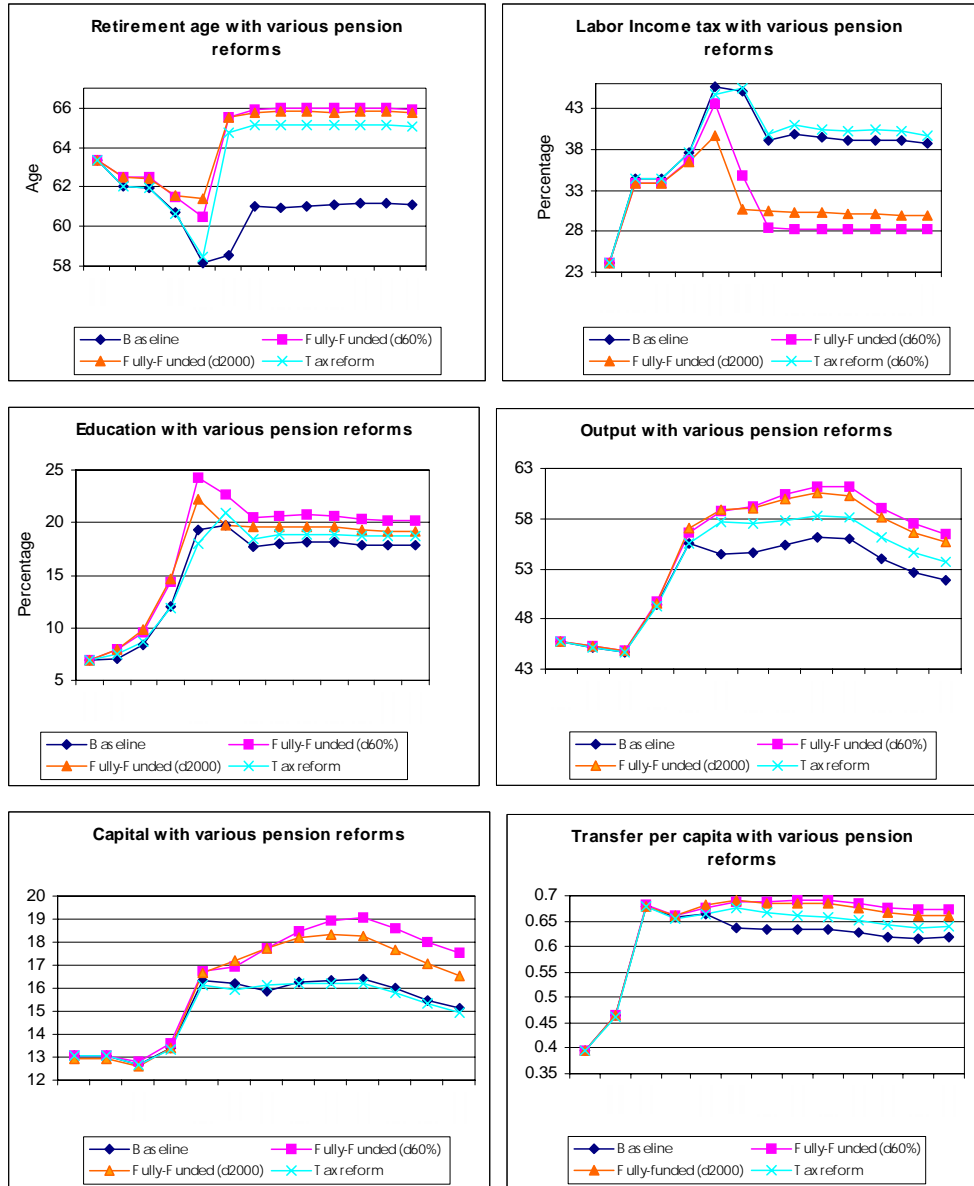 Retirement age with various pension
reforms
Age
66
64
62
60
58
Baseline
Fully-Funded (d60%)
Fully-Funded (d2000)
Tax reform
Labor Income tax with various pension
reforms
Percentage
43
38
33
28
23
Baseline
Fully-Funded (d60%)
Fully-Funded (d2000)
Tax reform (d60%)
Education with various pension reforms
Percentage
25
20
15
10
5
Baseline
Fully-Funded (d60%)
Fully-Funded (d2000)
Tax reform
Output with various pension reforms
63
58
53
48
43
Baseline
Fully-Funded (d60%)
Fully-Funded (d2000)
Tax reform
Capital with various pension reforms
20
19
18
17
16
15
14
13
12
Baseline
Fully-Funded (d60%)
Fully-Funded (d2000)
Tax reform
Transfer per capita with various pension
reforms
0.7
0.65
0.6
0.55
0.5
0.45
0.4
0.35
Baseline
Fully-Funded (d60%)
Fully-funded (d2000)
Tax reform